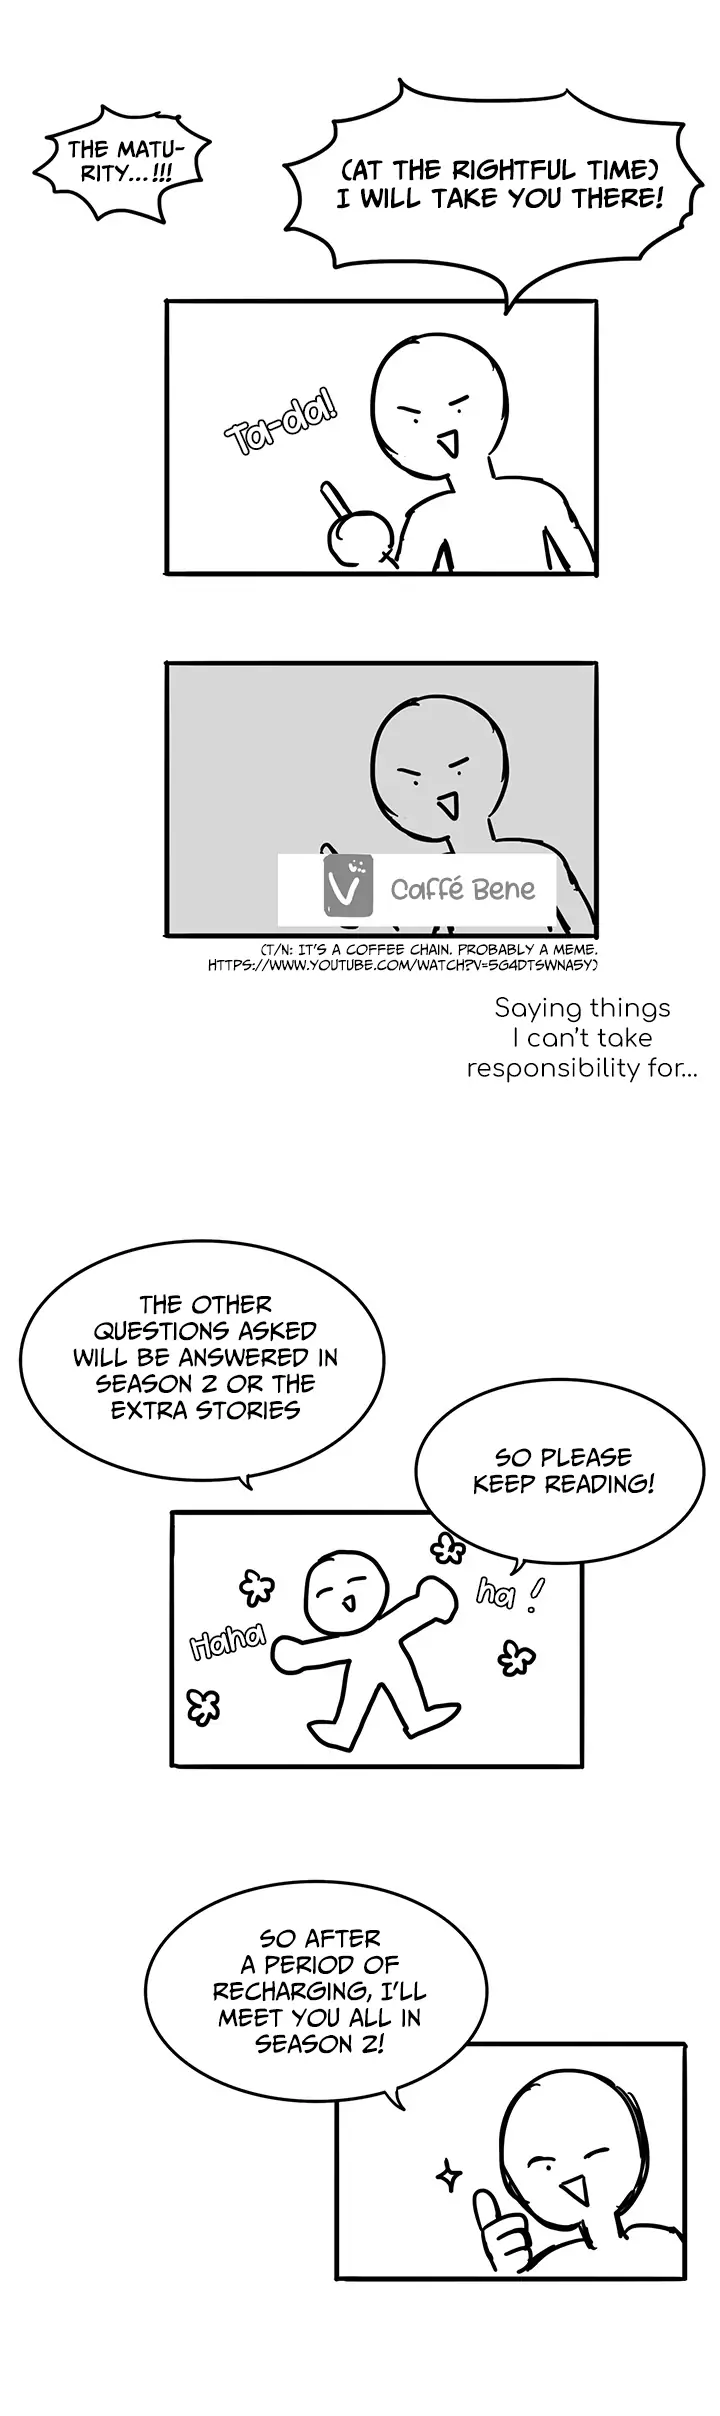 THE MATU-
RITY...!!!
(AT THE RIGHTFUL TIME)
I WILL TAKE YOU THERE!
Ta-da!
V Caffé Bene
(T/N: IT'S A COFFEE CHAIN. PROBABLY A MEME.
HTTPS://WWW.YOUTUBE.COM/WATCH?V=5G4DTSWNA5Y)
Saying things
I can't take
responsibility for...
THE OTHER
QUESTIONS ASKED
WILL BE ANSWERED IN
SEASON 2 OR THE
EXTRA STORIES
SO PLEASE
KEEP READING!
Haha
ha!
SO AFTER
A PERIOD OF
RECHARGING, I'LL
MEET YOU ALL IN
SEASON 2!